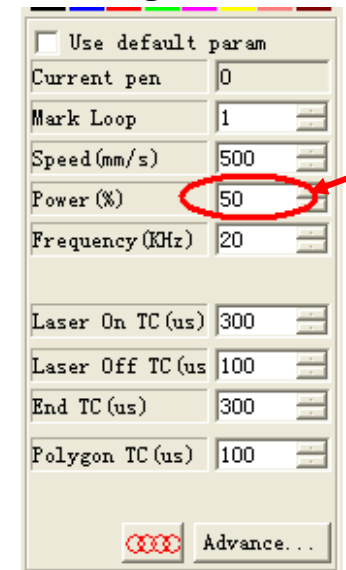 Use default param
Current pen 0
Mark Loop 1
Speed(mm/s) 500
Power(%) 50
Frequency(KHz) 20
Laser On TC(us) 300
Laser Off TC(us 100
End TC(us) 300
Polygon TC(us) 100
Advance...